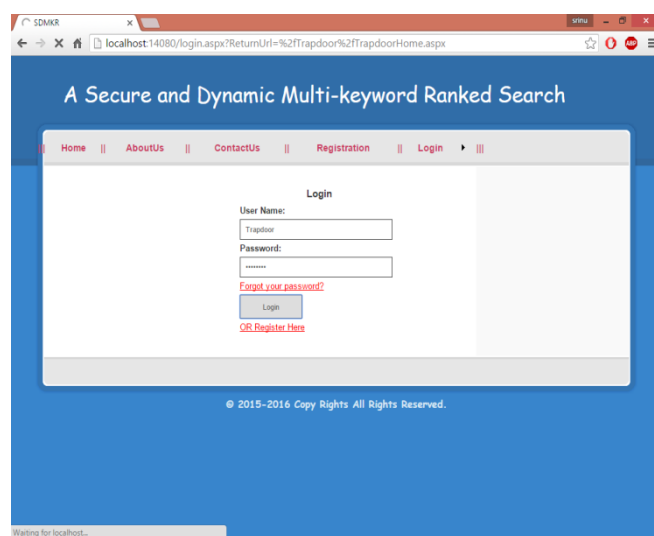 SDMKR
srinu
localhost:14080/login.aspx?ReturnUrl=%2fTrapdoor%2fTrapdoorHome.aspx
ABP
A Secure and Dynamic Multi-keyword Ranked Search
|| Home || AboutUs || ContactUs || Registration || Login |||
Login
User Name:
Trapdoor
Password:
••••••••
Forgot your password?
Login
OR Register Here
© 2015-2016 Copy Rights All Rights Reserved.
Waiting for localhost...